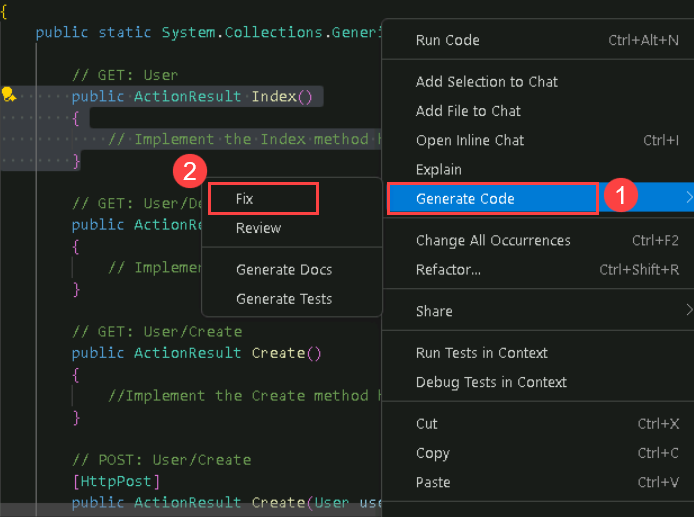 {
public static System.Collections.Generi
// GET: User
public ActionResult Index()
{
// Implement the Index method h
}
// GET: User/De
public ActionRe
{
// Implemen
}
// GET: User/Create
public ActionResult Create()
{
//Implement the Create method h
}
// POST: User/Create
[HttpPost]
public ActionResult Create(User use
2
Fix
Review
Generate Docs
Generate Tests
Run Code Ctrl+Alt+N
Add Selection to Chat
Add File to Chat
Open Inline Chat Ctrl+I
Explain
Generate Code 1
Change All Occurrences Ctrl+F2
Refactor... Ctrl+Shift+R
Share
Run Tests in Context
Debug Tests in Context
Cut Ctrl+X
Copy Ctrl+C
Paste Ctrl+V